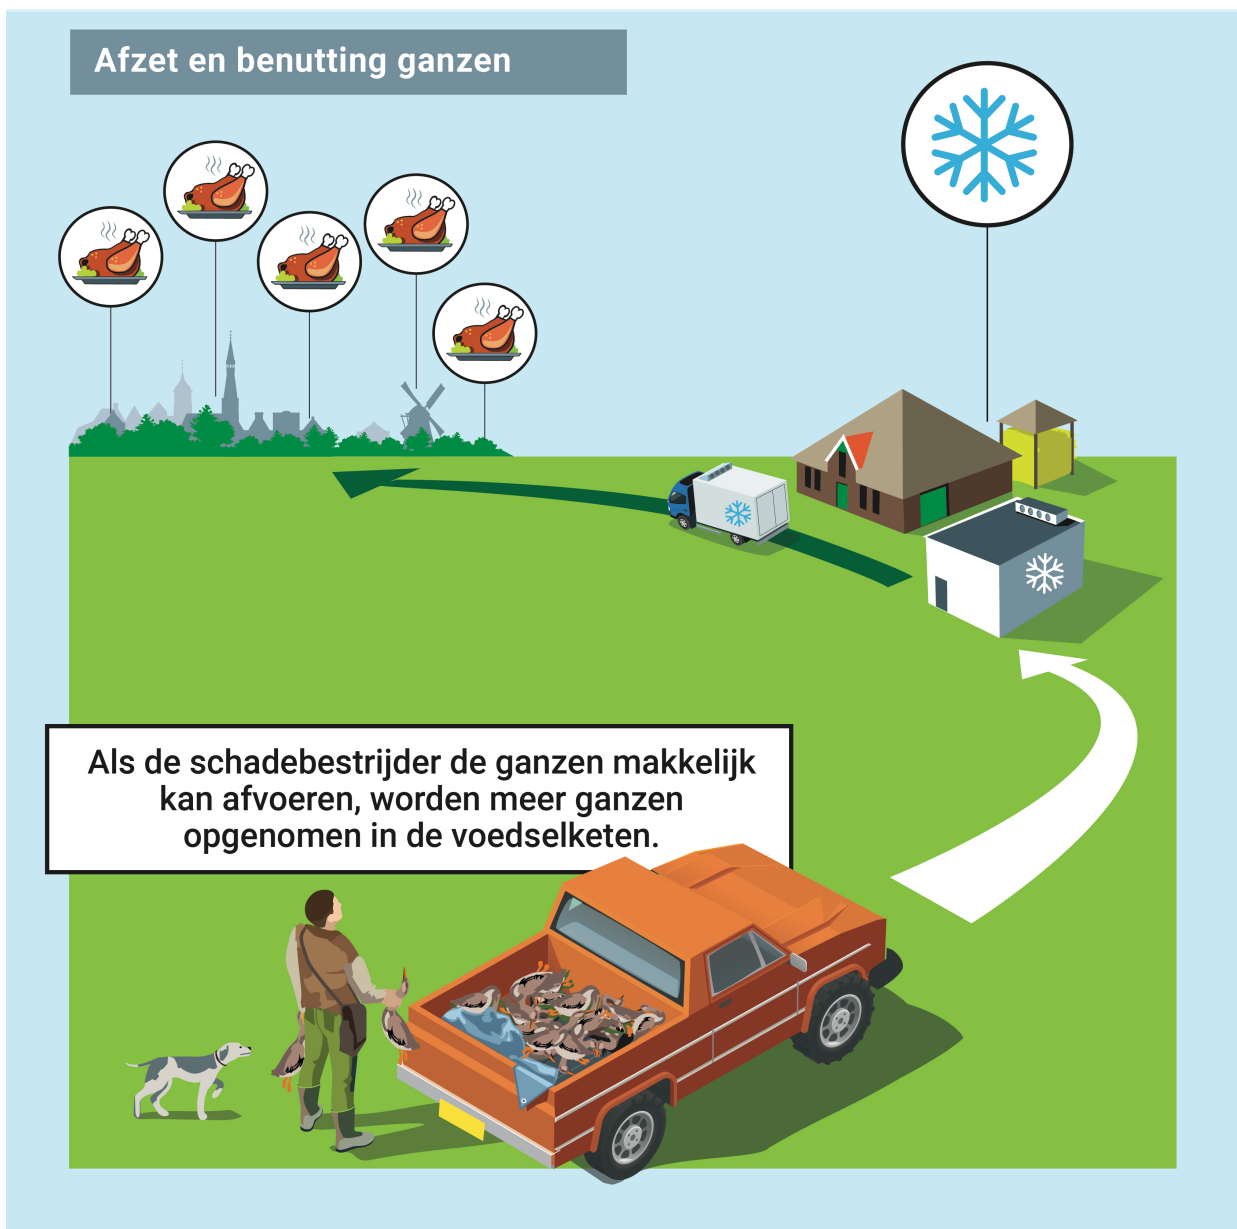 Afzet en benutting ganzen
Als de schadebestrijder de ganzen makkelijk
kan afvoeren, worden meer ganzen
opgenomen in de voedselketen.